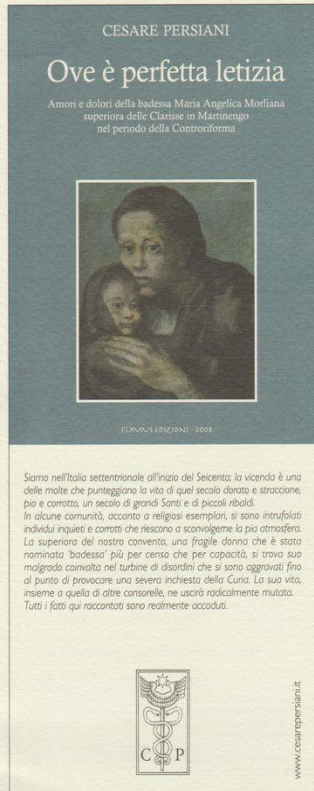 CESARE PERSIANI
Ove è perfetta letizia
Amori e dolori della badessa Maria Angelica Morliana
superiora delle Clarisse in Martinengo
nel periodo della Controriforma
FLAVIUS EDIZIONI - 2008
Siamo nell'Italia settentrionale all'inizio del Seicento; la vicenda è una
delle molte che punteggiano la vita di quel secolo dorato e straccione,
pio e corrotto, un secolo di grandi Santi e di piccoli ribaldi.
In alcune comunità, accanto a religiosi esemplari, si sono intrufolati
individui inquieti e corrotti che riescono a sconvolgerne la pia atmosfera.
La superiora del nostro convento, una fragile donna che è stata
nominata 'badessa' più per censo che per capacità, si trova suo
malgrado coinvolta nel turbine di disordini che si sono aggravati fino
al punto di provocare una severa inchiesta della Curia. La sua vita,
insieme a quella di altre consorelle, ne uscirà radicalmente mutata.
Tutti i fatti qui raccontati sono realmente accaduti.
C P
www.cesarepersiani.it